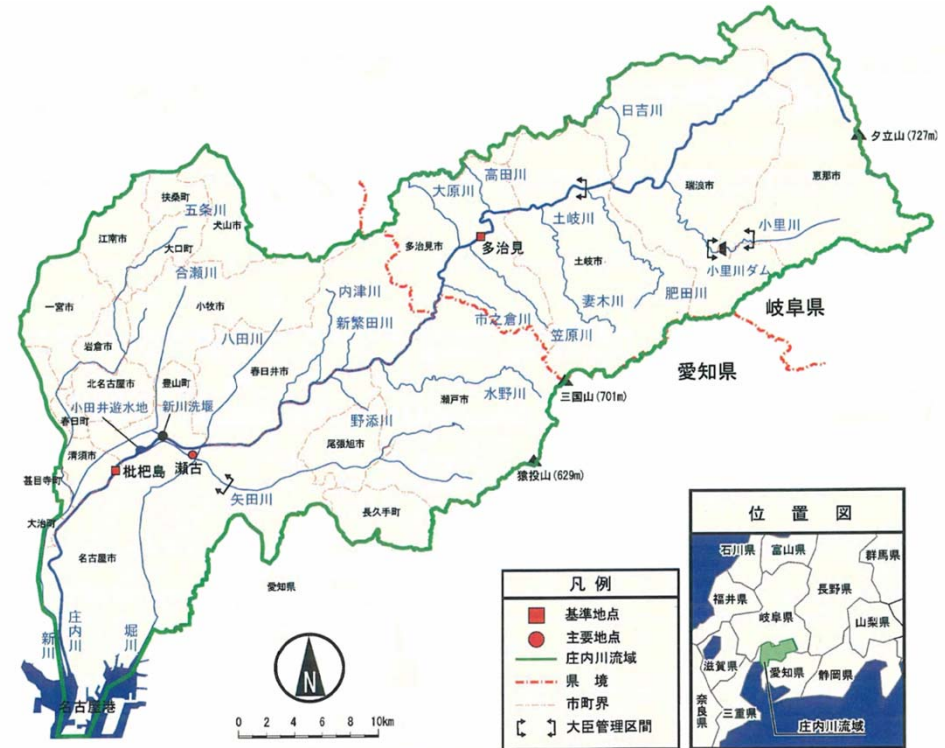 日吉川
夕立山(727m)
恵那市
瑞浪市
高田川
大原川
扶桑町
五条川
犬山市
江南市
大口町
土岐川
小里川
多治見市
多治見
土岐市
小里川ダム
合瀬川
内津川
妻木川
肥田川
岐阜県
一宮市
小牧市
新繁田川
市之倉川
笠原川
八田川
岩倉市
春日井市
愛知県
北名古屋市
豊山町
瀬戸市
水野川
三国山(701m)
小田井遊水地
新川洗堰
春日町
野添川
尾張旭市
清須市
枇杷島
瀬古
甚目寺町
矢田川
猿投山(629m)
長久手町
大治町
名古屋市
愛知県
新川
庄内川
堀川
名古屋港
N
0 2 4 6 8 10km
凡例
基準地点
主要地点
庄内川流域
県境
市町界
大臣管理区間
位置図
石川県
富山県
群馬県
福井県
長野県
岐阜県
山梨県
滋賀県
愛知県
静岡県
奈良県
三重県
庄内川流域